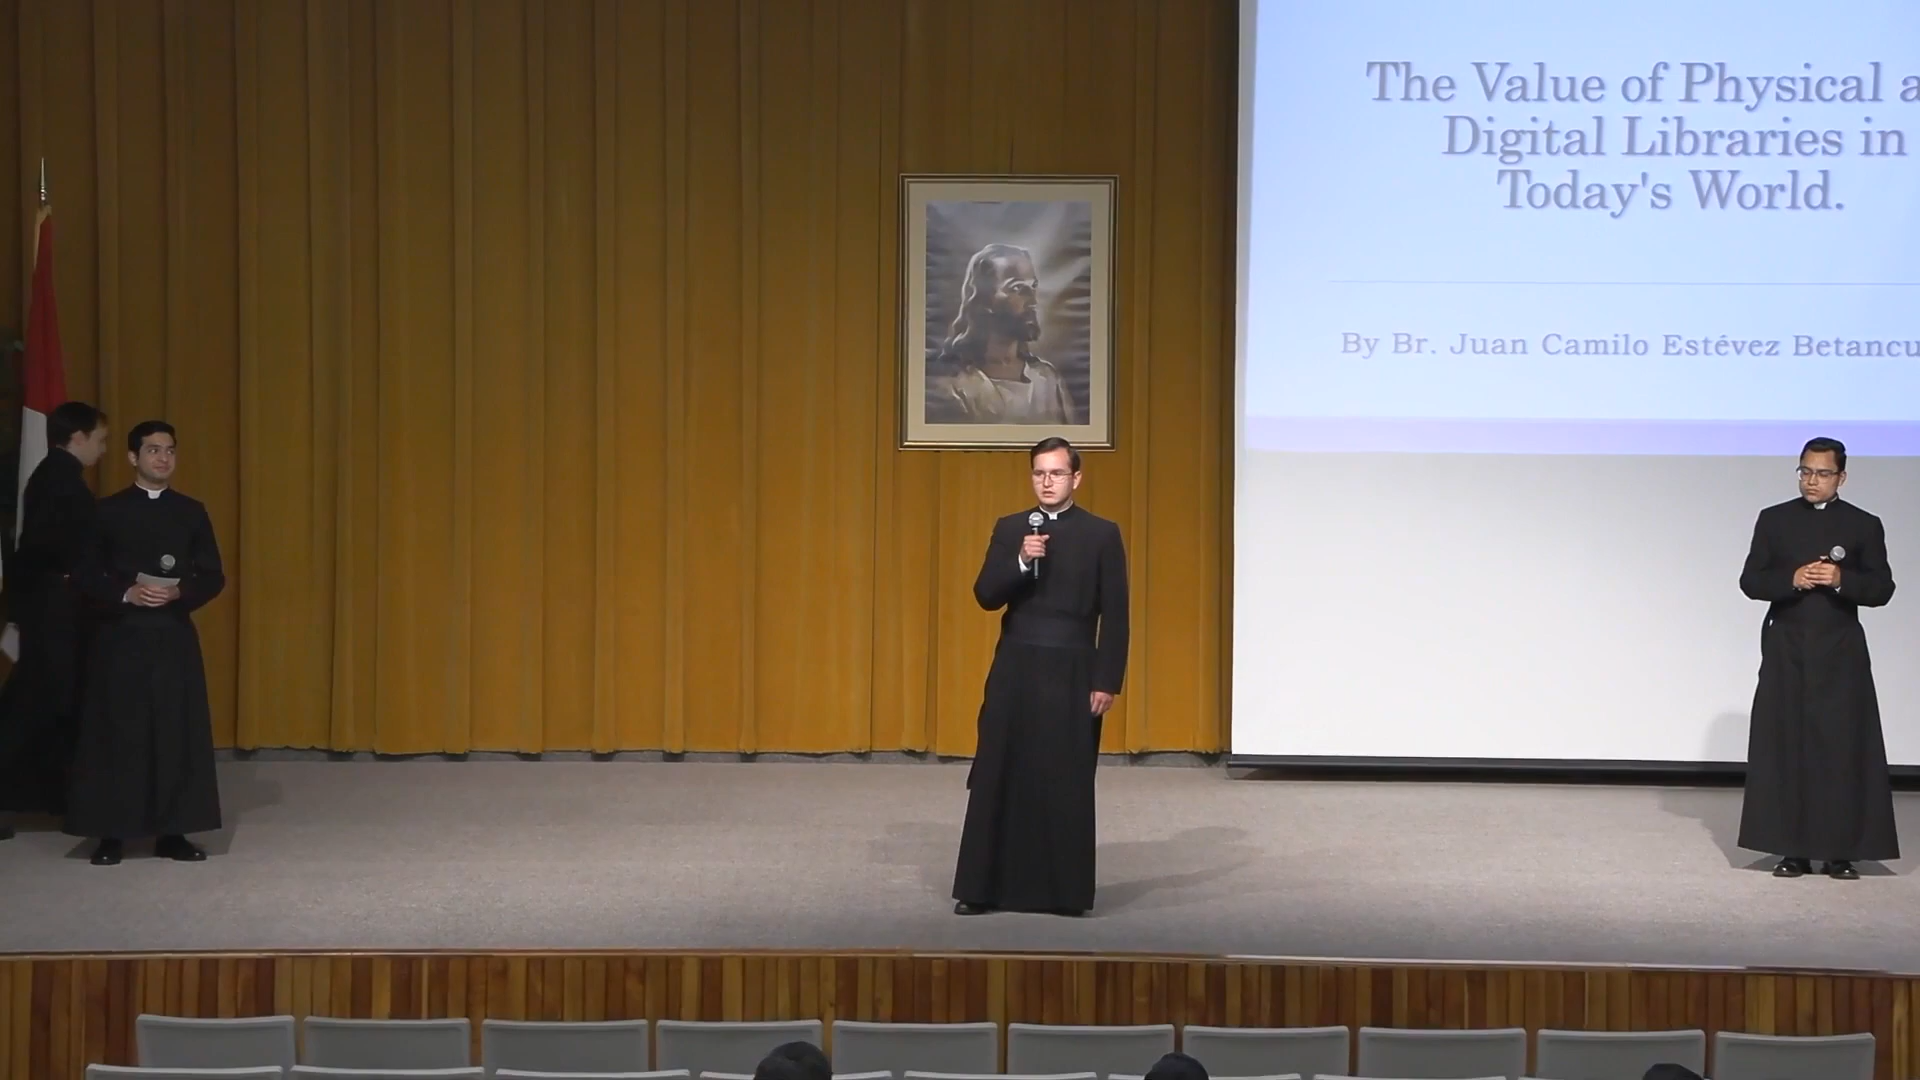 The Value of Physical a
Digital Libraries in
Today's World.
By Br. Juan Camilo Estévez Betancu